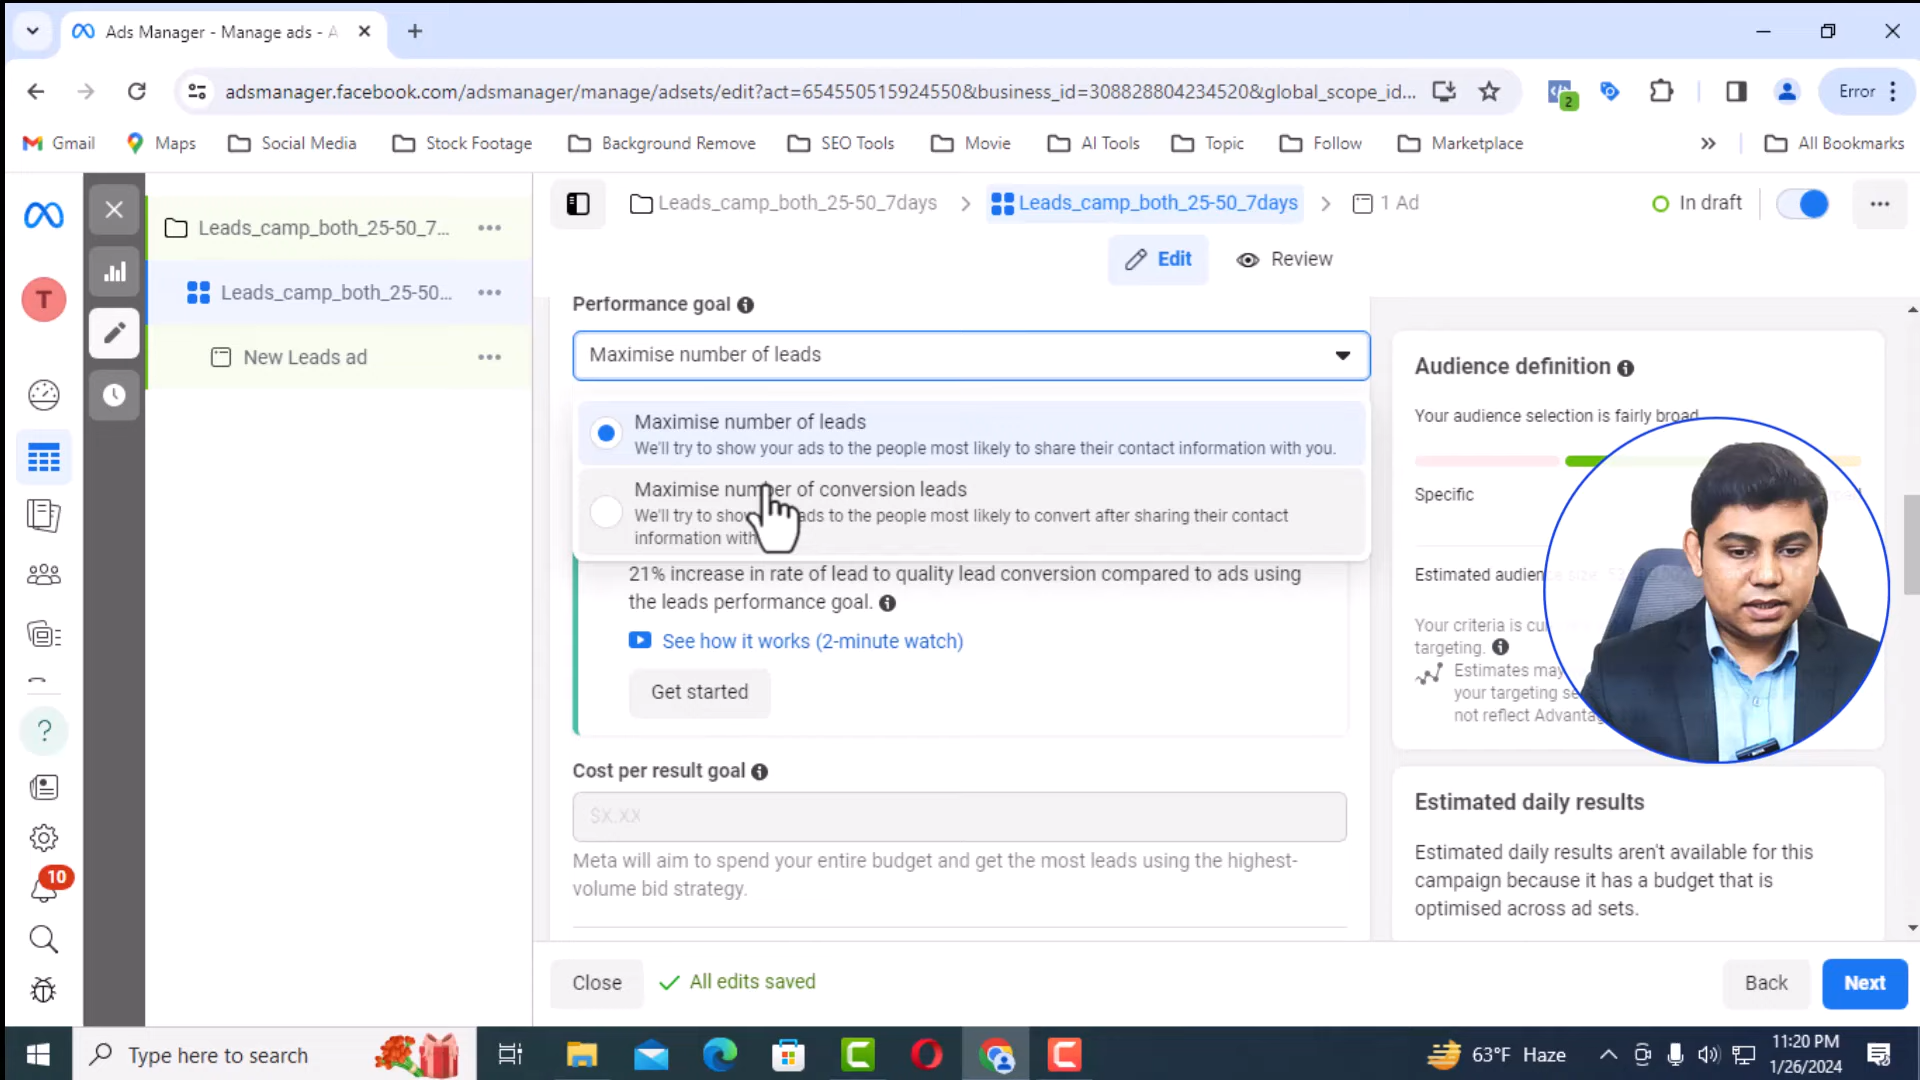 Ads Manager - Manage ads - A
adsmanager.facebook.com/adsmanager/manage/adsets/edit?act=654550515924550&business_id=308828804234520&global_scope_id...
2
Error
Gmail
Maps
Social Media
Stock Footage
Background Remove
SEO Tools
Movie
AI Tools
Topic
Follow
Marketplace
»
All Bookmarks
T
10
Leads_camp_both_25-50_7...
Leads_camp_both_25-50...
New Leads ad
Leads_camp_both_25-50_7days
Leads_camp_both_25-50_7days
1 Ad
In draft
Edit
Review
Performance goal
Maximise number of leads
Maximise number of leads
We'll try to show your ads to the people most likely to share their contact information with you.
Maximise number of conversion leads
We'll try to show ads to the people most likely to convert after sharing their contact
information with
21% increase in rate of lead to quality lead conversion compared to ads using
the leads performance goal.
See how it works (2-minute watch)
Get started
Cost per result goal
$X.XX
Meta will aim to spend your entire budget and get the most leads using the highest-
volume bid strategy.
Audience definition
Your audience selection is fairly broad
Specific
Estimated audience size:
Your criteria is
targeting.
Estimates may
your targeting
not reflect
Estimated daily results
Estimated daily results aren't available for this
campaign because it has a budget that is
optimised across ad sets.
Close
All edits saved
Back
Next
Type here to search
63°F Haze
11:20 PM
1/26/2024